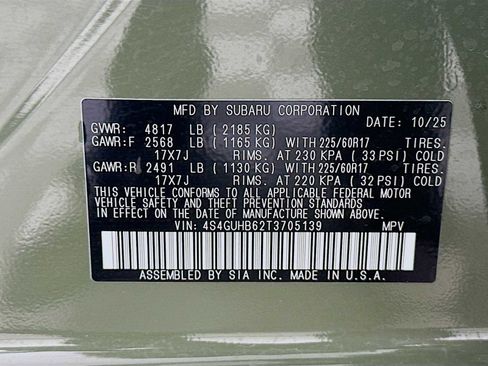 MFD BY SUBARU CORPORATION DATE: 10/25
GVWR: 4817 LB ( 2185 KG)
GAWR:F 2568 LB ( 1165 KG) WITH 225/60R17 TIRES.
17X7J RIMS. AT 230 KPA ( 33 PSI) COLD
GAWR:R 2491 LB ( 1130 KG) WITH 225/60R17 TIRES.
17X7J RIMS. AT 220 KPA ( 32 PSI) COLD
THIS VEHICLE CONFORMS TO ALL APPLICABLE FEDERAL MOTOR
VEHICLE SAFETY AND THEFT PREVENTION STANDARDS
IN EFFECT ON THE DATE OF MANUFACTURE SHOWN ABOVE.
VIN: 4S4GUHB62T3705139 MPV
ASSEMBLED BY SIA INC. MADE IN U.S.A.